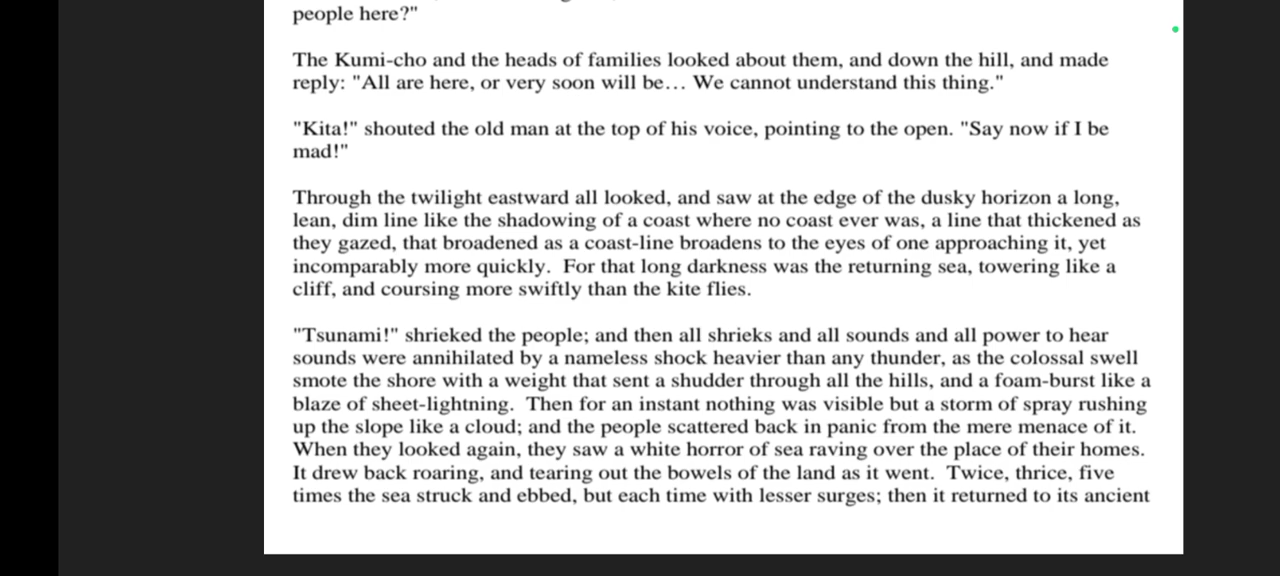 people here?"
The Kumi-cho and the heads of families looked about them, and down the hill, and made
reply: "All are here, or very soon will be... We cannot understand this thing."
"Kita!" shouted the old man at the top of his voice, pointing to the open. "Say now if I be
mad!"
Through the twilight eastward all looked, and saw at the edge of the dusky horizon a long,
lean, dim line like the shadowing of a coast where no coast ever was, a line that thickened as
they gazed, that broadened as a coast-line broadens to the eyes of one approaching it, yet
incomparably more quickly.  For that long darkness was the returning sea, towering like a
cliff, and coursing more swiftly than the kite flies.
"Tsunami!" shrieked the people; and then all shrieks and all sounds and all power to hear
sounds were annihilated by a nameless shock heavier than any thunder, as the colossal swell
smote the shore with a weight that sent a shudder through all the hills, and a foam-burst like a
blaze of sheet-lightning.  Then for an instant nothing was visible but a storm of spray rushing
up the slope like a cloud; and the people scattered back in panic from the mere menace of it.
When they looked again, they saw a white horror of sea raving over the place of their homes.
It drew back roaring, and tearing out the bowels of the land as it went.  Twice, thrice, five
times the sea struck and ebbed, but each time with lesser surges; then it returned to its ancient